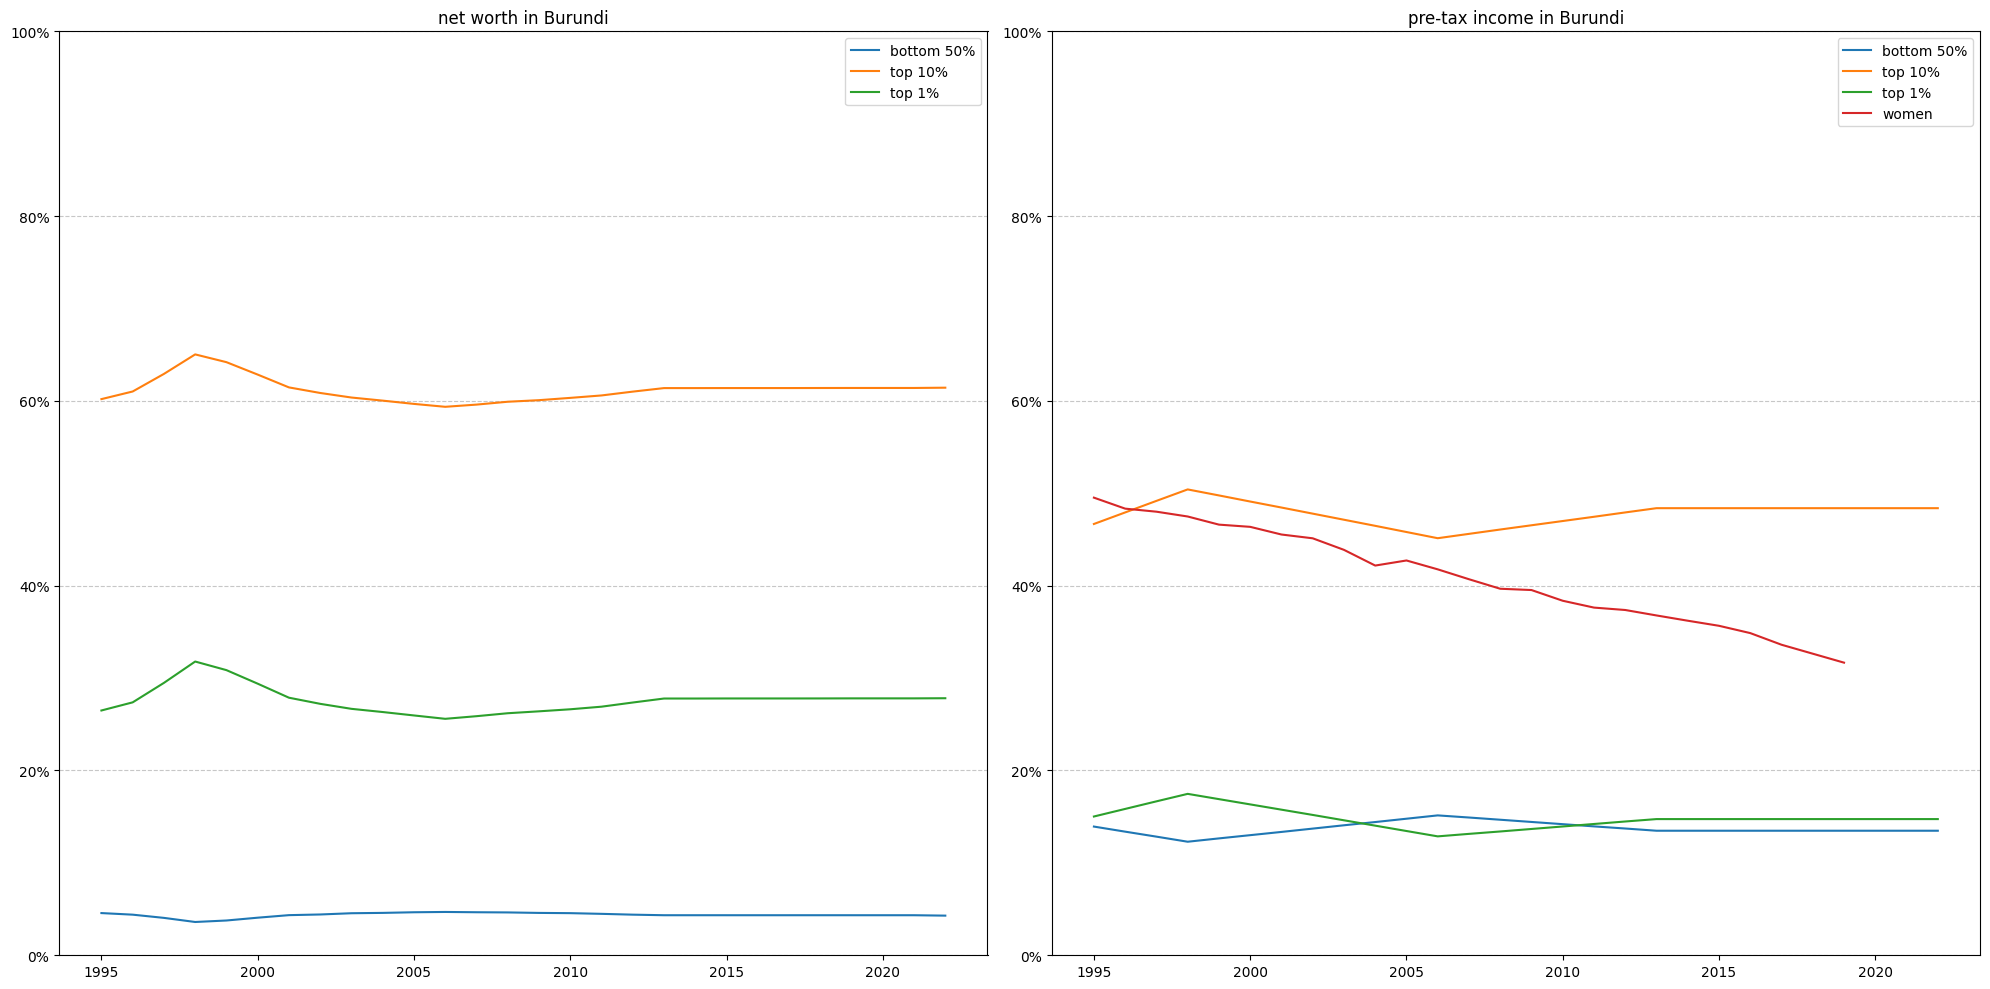 net worth in Burundi
100%
80%
60%
40%
20%
0%
1995 2000 2005 2010 2015 2020
bottom 50%
top 10%
top 1%
pre-tax income in Burundi
100%
80%
60%
40%
20%
0%
1995 2000 2005 2010 2015 2020
bottom 50%
top 10%
top 1%
women